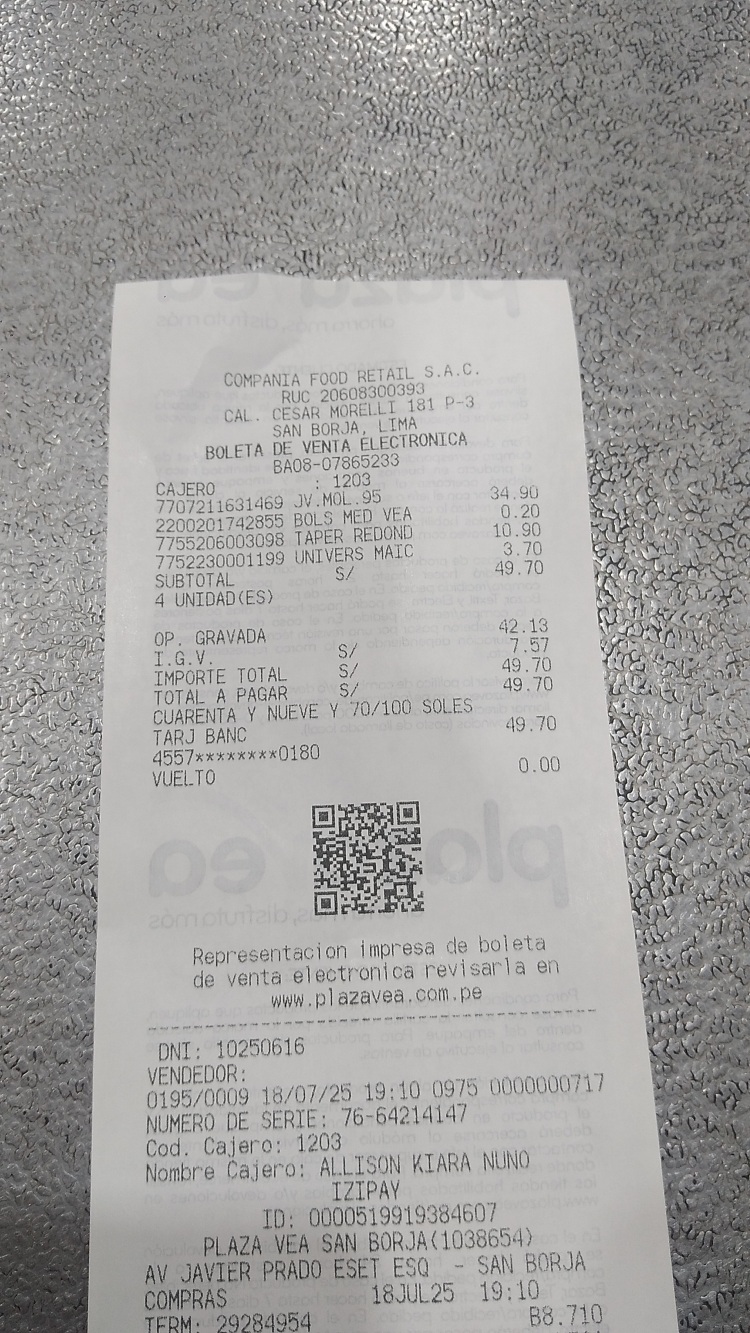 COMPANIA FOOD RETAIL S.A.C.
RUC 20608300393
CAL. CESAR MORELLI 181 P-3
SAN BORJA, LIMA
BOLETA DE VENTA ELECTRONICA
BA08-07865233
CAJERO : 1203
7707211631469 JV.MOL.95 34.90
2200201742855 BOLS MED VEA 0.20
7755206003098 TAPER REDOND 10.90
7752230001199 UNIVERS MAIC 3.70
SUBTOTAL S/ 49.70
4 UNIDAD(ES)
OP. GRAVADA 42.13
I.G.V. S/ 7.57
IMPORTE TOTAL S/ 49.70
TOTAL A PAGAR S/ 49.70
CUARENTA Y NUEVE Y 70/100 SOLES
TARJ BANC 49.70
4557********0180
VUELTO 0.00
Representacion impresa de boleta
de venta electronica revisarla en
www.plazavea.com.pe
DNI: 10250616
VENDEDOR:
0195/0009 18/07/25 19:10 0975 0000000717
NUMERO DE SERIE: 76-64214147
Cod. Cajero: 1203
Nombre Cajero: ALLISON KIARA NUNO
IZIPAY
ID: 0000519919384607
PLAZA VEA SAN BORJA(1038654)
AV JAVIER PRADO ESET ESQ - SAN BORJA
COMPRAS 18JUL25 19:10
TERM: 29284954 B8.710